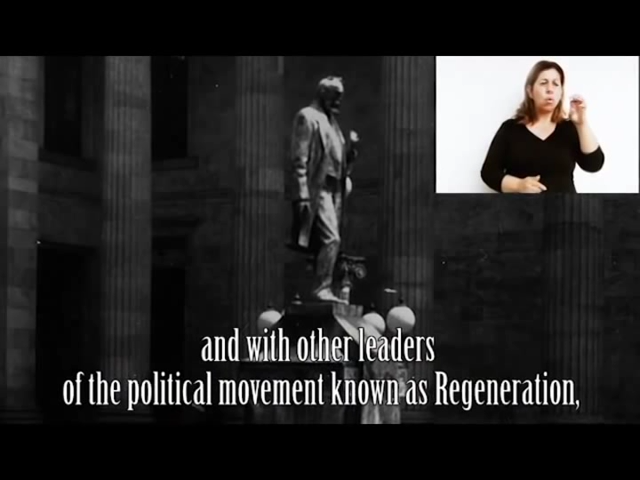 and with other leaders
of the political movement known as Regeneration,